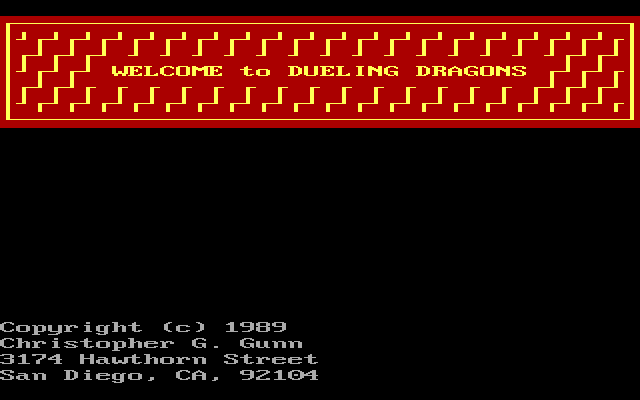 WELCOME to DUELING DRAGONS
Copyright (c) 1989
Christopher G. Gunn
3174 Hawthorn Street
San Diego, CA, 92104